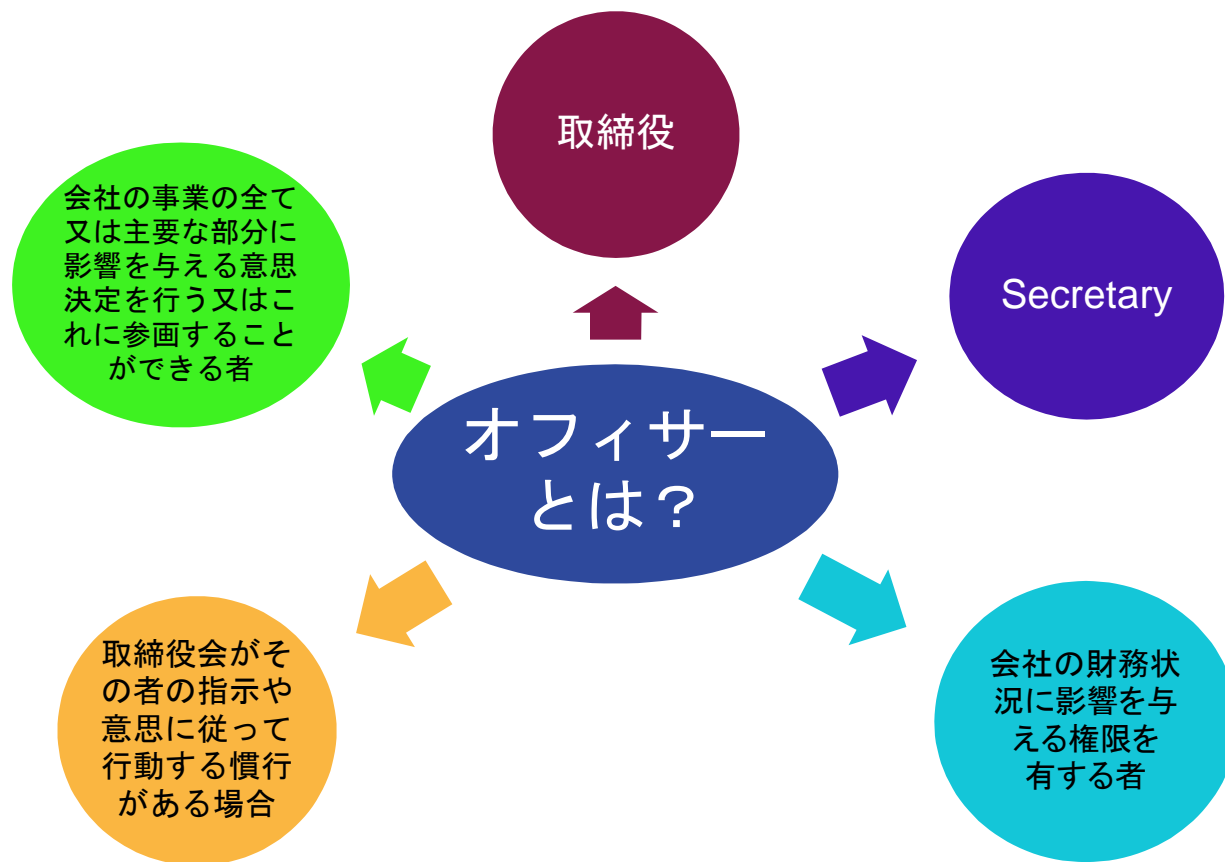 取締役
会社の事業の全て
又は主要な部分に
影響を与える意思
決定を行う又はこ
れに参画すること
ができる者
Secretary
オフィサー
とは？
取締役会がそ
の者の指示や
意思に従って
行動する慣行
がある場合
会社の財務状
況に影響を与
える権限を
有する者